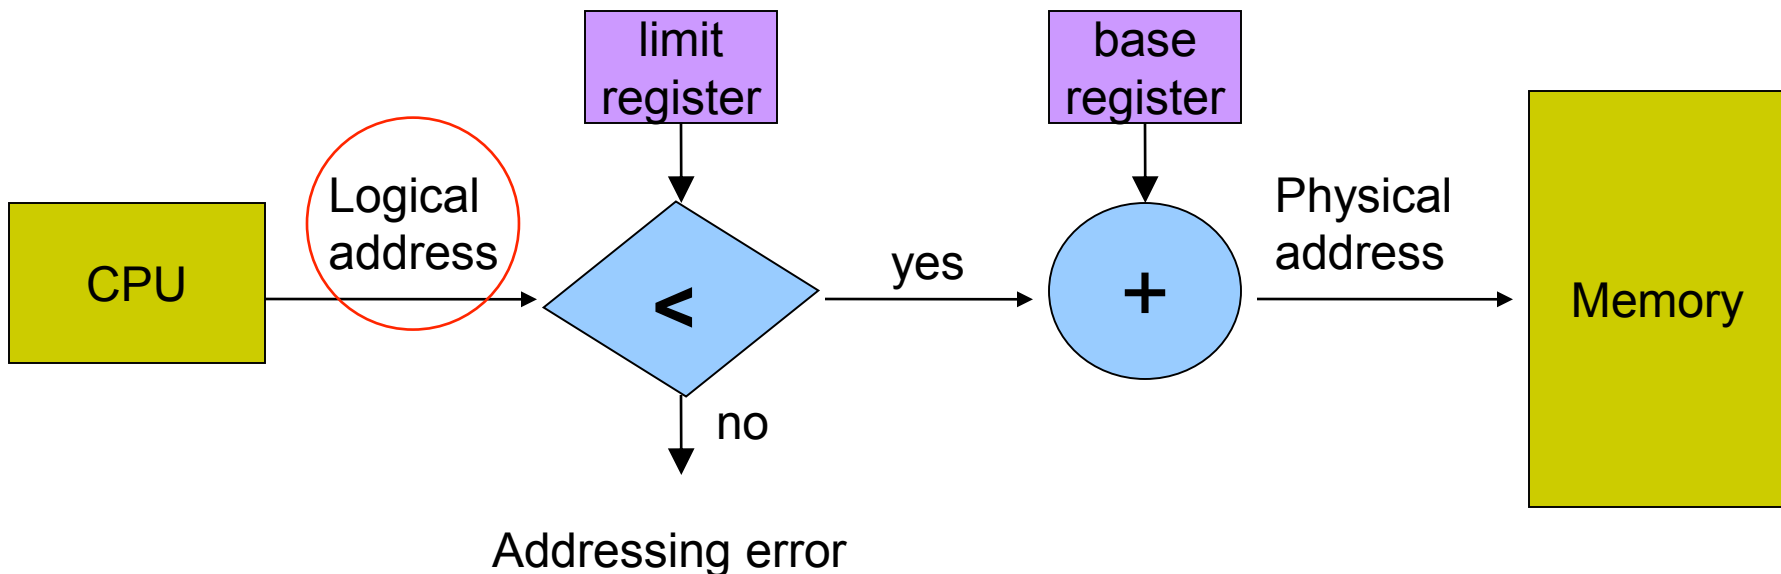 limit
register
base
register
Logical
address
Physical
address
CPU
<
yes
+
Memory
no
Addressing error